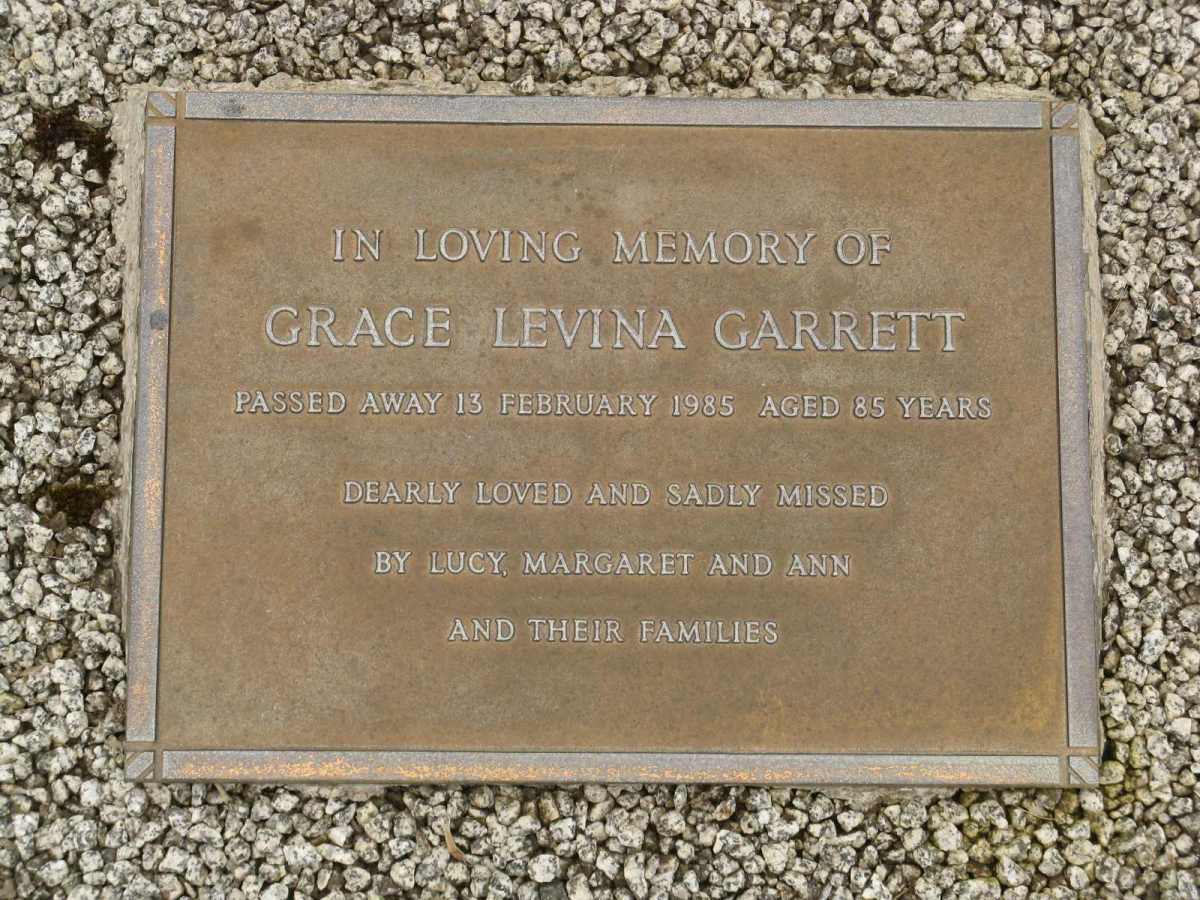 IN LOVING MEMORY OF
GRACE LEVINA GARRETT
PASSED AWAY 13 FEBRUARY 1985 AGED 85 YEARS
DEARLY LOVED AND SADLY MISSED
BY LUCY, MARGARET AND ANN
AND THEIR FAMILIES